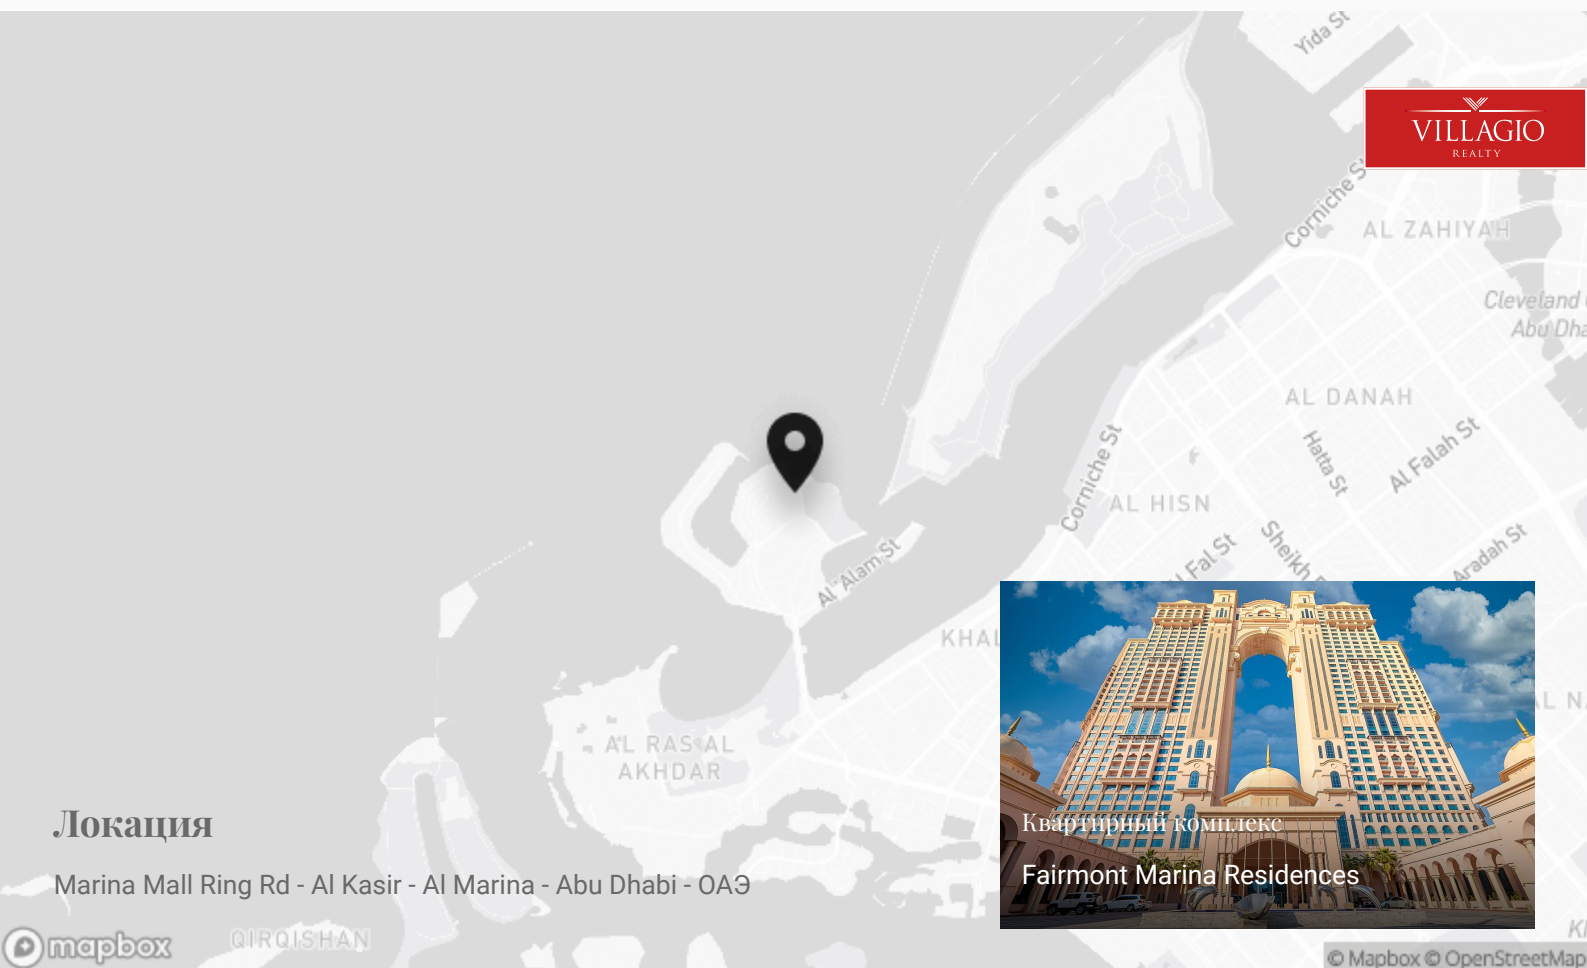 Yida St
VILLAGIO
REALTY
Corniche St
AL ZAHIYAH
Cleveland
Abu Dha
AL DANAH
Corniche St
Hatta St
Al Falah St
AL HISN
Al 'Alam St
Fal St
Sheikh
Aradah St
KHAL
AL RAS AL
AKHDAR
Локация
Marina Mall Ring Rd - Al Kasir - Al Marina - Abu Dhabi - ОАЭ
Квартирный комплекс
Fairmont Marina Residences
QIRQISHAN
mapbox
© Mapbox © OpenStreetMap